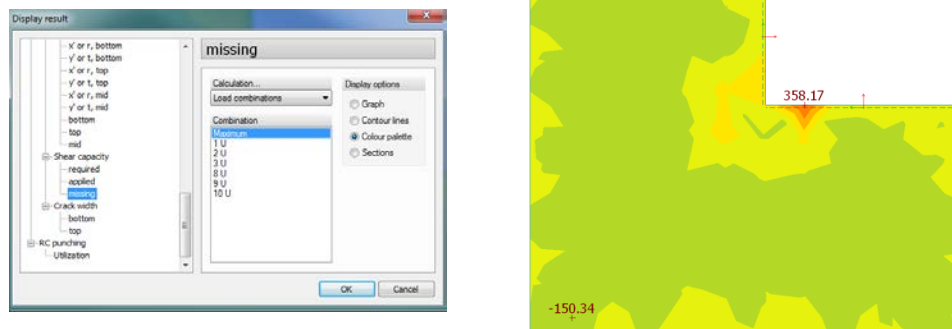 Display result
x' or r, bottom
y' or t, bottom
x' or r, top
y' or t, top
x' or r, mid
y' or t, mid
bottom
top
mid
Shear capacity
required
applied
missing
Crack width
bottom
top
RC punching
Utilization
missing
Calculation...
Load combinations
Combination
Maximum
1 U
2 U
3 U
8 U
9 U
10 U
Display options
Graph
Contour lines
Colour palette
Sections
OK
Cancel
358.17
-150.34